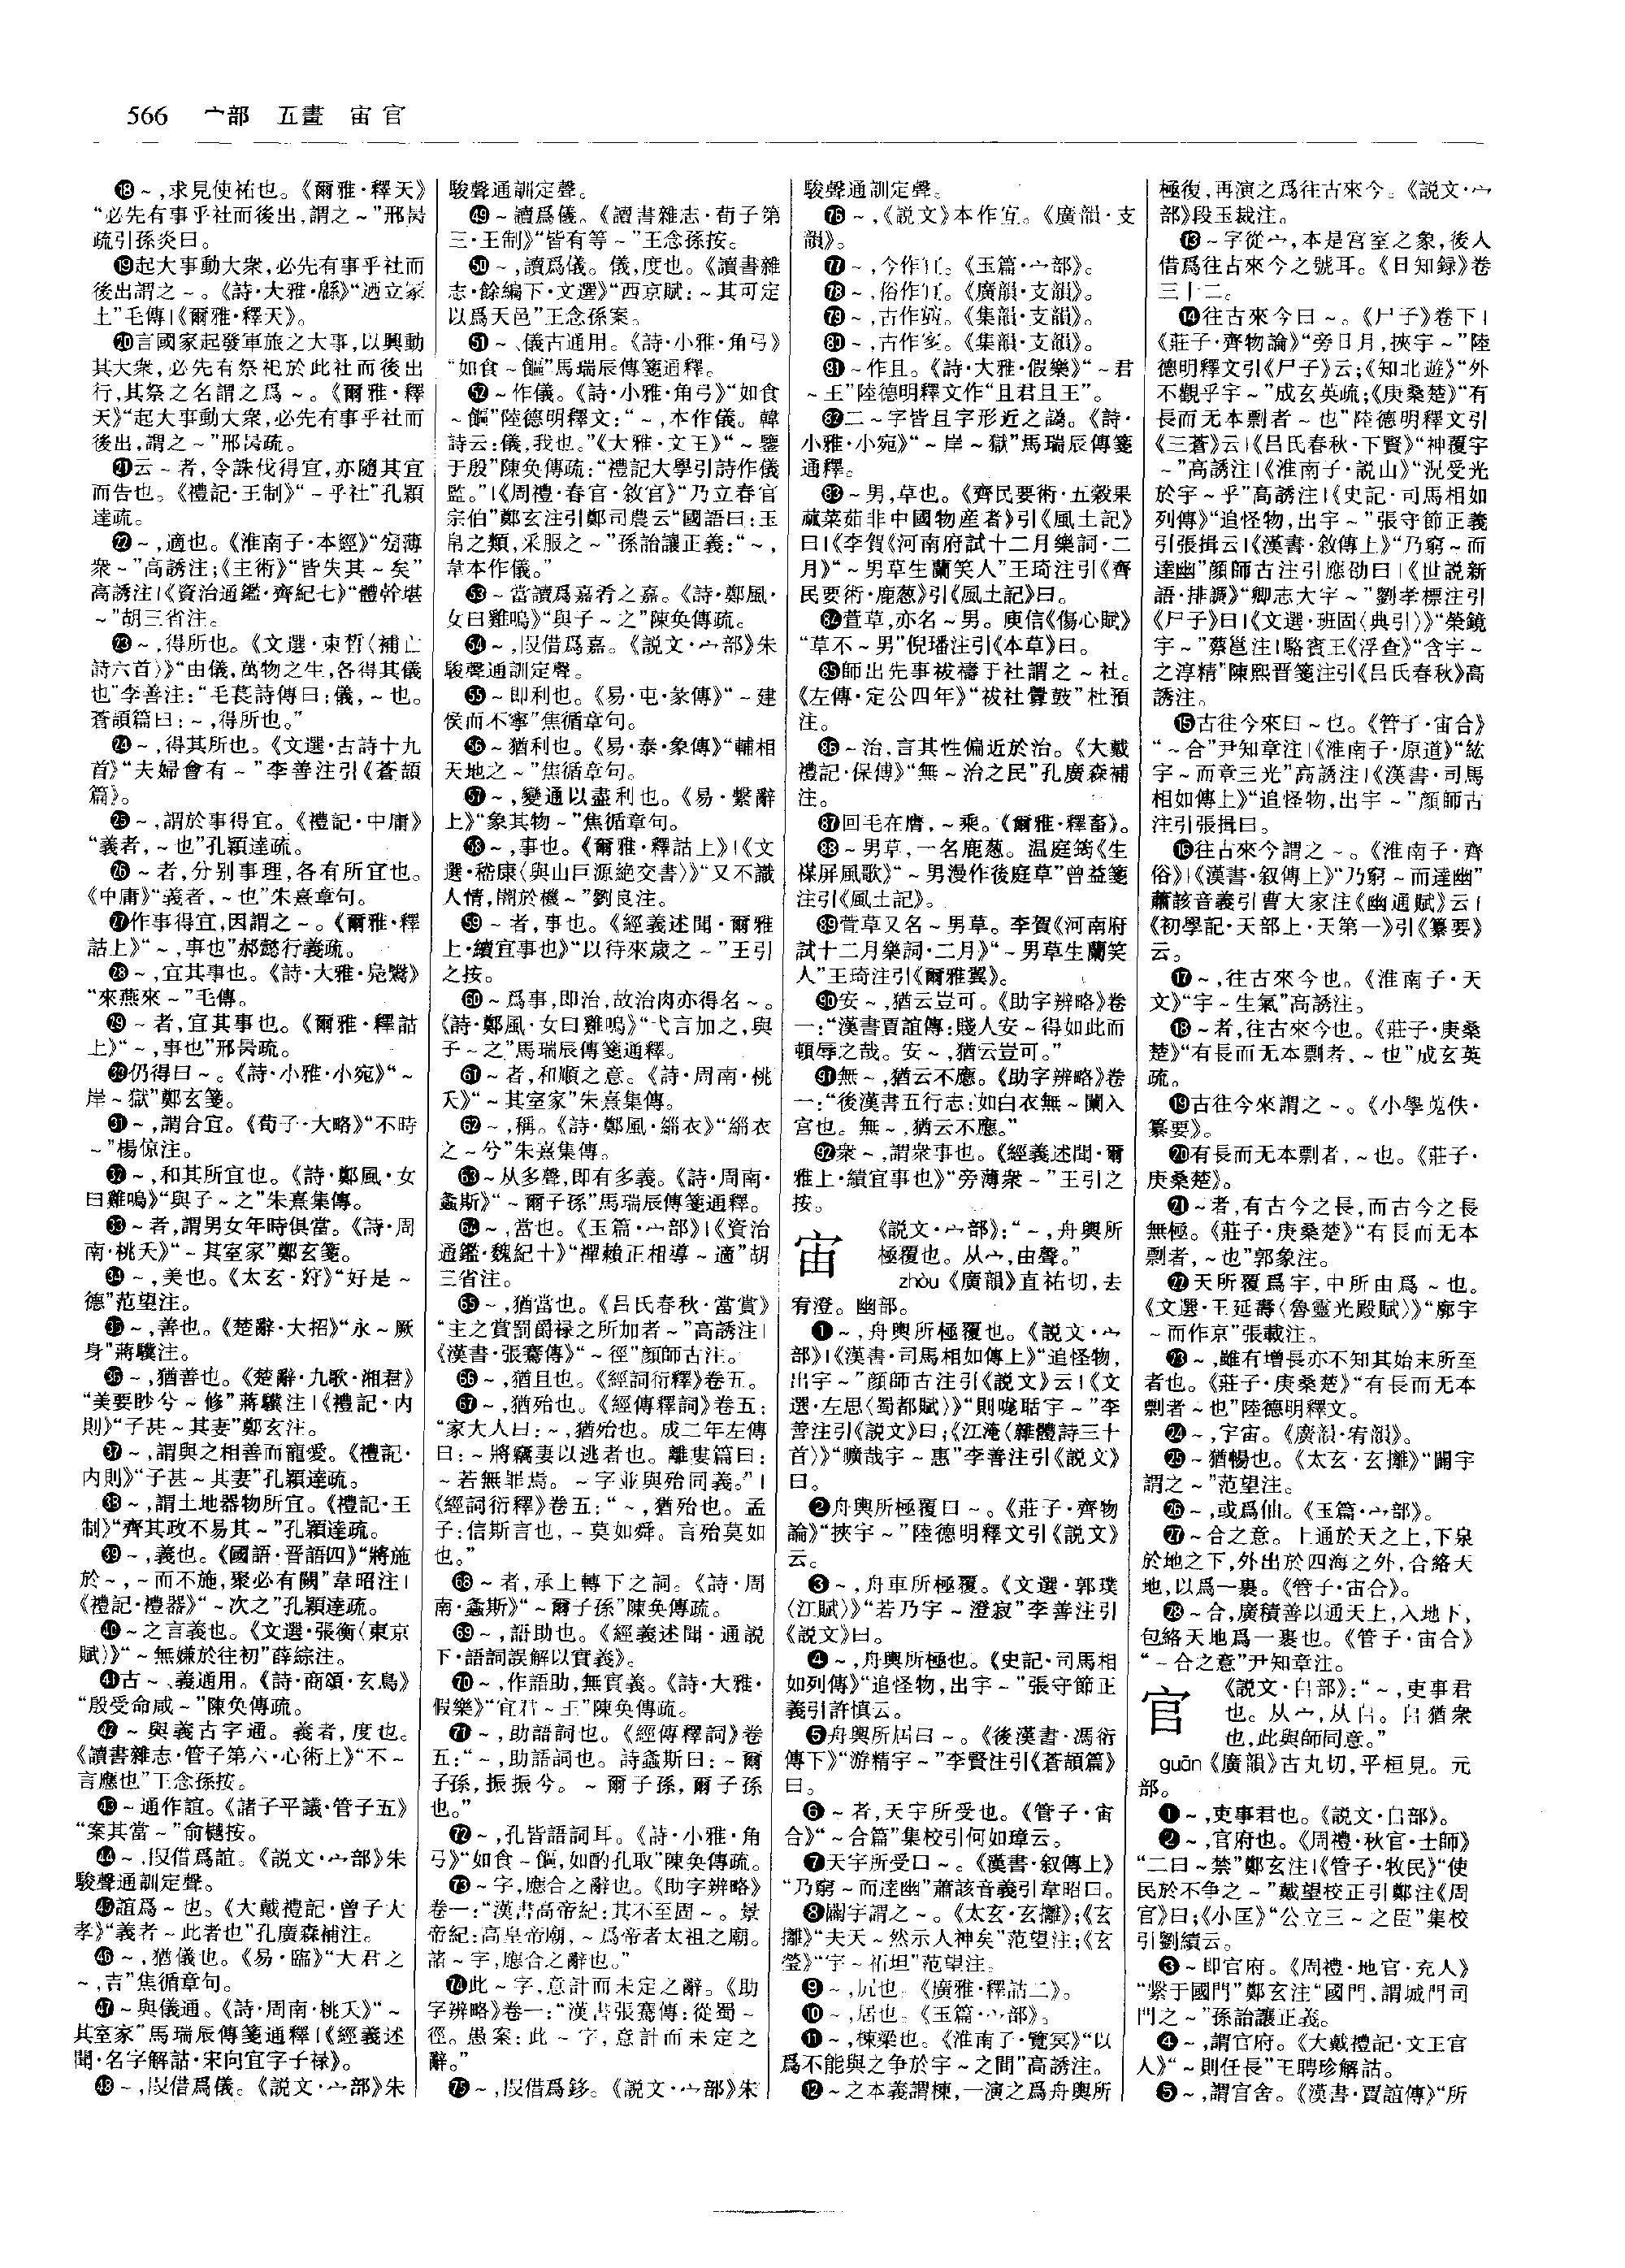 566 宀部 五畫 宙官
⓲～,求見使祐也。《爾雅·釋天》
“必先有事乎社而後出,謂之～”邢昺
疏引孫炎曰。
⓳起大事動大衆,必先有事乎社而
後出謂之～。《詩·大雅·緜》“迺立冢
土”毛傳|《爾雅·釋天》。
⓴言國家起發軍旅之大事,以興動
其大衆,必先有祭祀於此社而後出
行,其祭之名謂之爲～。《爾雅·釋
天》“起大事動大衆,必先有事乎社而
後出,謂之～”邢昺疏。
㉑云～者,令誅伐得宜,亦隨其宜
而告也。《禮記·王制》“～乎社”孔穎
達疏。
㉒～,適也。《淮南子·本經》“旁薄
衆～”高誘注;《主術》“皆失其～矣”
高誘注|《資治通鑑·齊紀七》“體幹堪
～”胡三省注。
㉓～,得所也。《文選·束晳〈補亡
詩六首〉》“由儀,萬物之生,各得其儀
也”李善注:“毛萇詩傳曰:儀,～也。
蒼頡篇曰:～,得所也。”
㉔～,得其所也。《文選·古詩十九
首》“夫婦會有～”李善注引《蒼頡
篇》。
㉕～,謂於事得宜。《禮記·中庸》
“義者,～也”孔穎達疏。
㉖～者,分别事理,各有所宜也。
《中庸》“義者,～也”朱熹章句。
㉗作事得宜,因謂之～。《爾雅·釋
詁上》“～,事也”郝懿行義疏。
㉘～,宜其事也。《詩·大雅·鳧鷖》
“來燕來～”毛傳。
㉙～者,宜其事也。《爾雅·釋詁
上》“～,事也”邢昺疏。
㉚仍得曰～。《詩·小雅·小宛》“～
岸～獄”鄭玄箋。
㉛～,謂合宜。《荀子·大略》“不時
～”楊倞注。
㉜～,和其所宜也。《詩·鄭風·女
曰雞鳴》“與子～之”朱熹集傳。
㉝～者,謂男女年時俱當。《詩·周
南·桃夭》“～其室家”鄭玄箋。
㉞～,美也。《太玄·㚥》“好是～
德”范望注。
㉟～,善也。《楚辭·大招》“永～厥
身”蔣驥注。
㊱～,猶善也。《楚辭·九歌·湘君》
“美要眇兮～修”蔣驥注|《禮記·内
則》“子甚～其妻”鄭玄注。
㊲～,謂與之相善而寵愛。《禮記·
内則》“子甚～其妻”孔穎達疏。
㊳～,謂土地器物所宜。《禮記·王
制》“齊其政不易其～”孔穎達疏。
㊴～,義也。《國語·晋語四》“將施
於～,～而不施,聚必有闕”韋昭注|
《禮記·禮器》“～次之”孔穎達疏。
㊵～之言義也。《文選·張衡〈東京
賦〉》“～無嫌於往初”薛綜注。
㊶古～、義通用。《詩·商頌·玄鳥》
“殷受命咸～”陳奂傳疏。
㊷～與義古字通。義者,度也。
《讀書雜志·管子第六·心術上》“不～
言應也”王念孫按。
㊸～通作誼。《諸子平議·管子五》
“案其當～”俞樾按。
㊹～,叚借爲誼。《説文·宀部》朱
駿聲通訓定聲。
㊺誼爲～也。《大戴禮記·曾子大
孝》“義者～此者也”孔廣森補注。
㊻～,猶儀也。《易·臨》“大君之
～,吉”焦循章句。
㊼～與儀通。《詩·周南·桃夭》“～
其室家”馬瑞辰傳箋通釋|《經義述
聞·名字解詁·宋向宜字子禄》。
㊽～,叚借爲儀。《説文·宀部》朱
駿聲通訓定聲。
㊾～讀爲儀。《讀書雜志·荀子第
三·王制》“皆有等～”王念孫按。
㊿～,讀爲儀。儀,度也。《讀書雜
志·餘編下·文選》“西京賦:～其可定
以爲天邑”王念孫案。
51～、儀古通用。《詩·小雅·角弓》
“如食～饇”馬瑞辰傳箋通釋。
52～作儀。《詩·小雅·角弓》“如食
～饇”陸德明釋文:“～,本作儀。韓
詩云:儀,我也。”《大雅·文王》“～鑒
于殷”陳奂傳疏:“禮記大學引詩作儀
監。”|《周禮·春官·敘官》“乃立春官
宗伯”鄭玄注引鄭司農云“國語曰:玉
帛之類,采服之～”孫詒讓正義:“～,
韋本作儀。”
53～當讀爲嘉肴之嘉。《詩·鄭風·
女曰雞鳴》“與子～之”陳奂傳疏。
54～,叚借爲嘉。《説文·宀部》朱
駿聲通訓定聲。
55～即利也。《易·屯·彖傳》“～建
侯而不寧”焦循章句。
56～猶利也。《易·泰·象傳》“輔相
天地之～”焦循章句。
57～,變通以盡利也。《易·繫辭
上》“象其物～”焦循章句。
58～,事也。《爾雅·釋詁上》|《文
選·嵇康〈與山巨源絶交書〉》“又不識
人情,闇於機～”劉良注。
59～者,事也。《經義述聞·爾雅
上·績宜事也》“以待來歲之～”王引
之按。
60～爲事,即治,故治肉亦得名～。
《詩·鄭風·女曰雞鳴》“弋言加之,與
子～之”馬瑞辰傳箋通釋。
61～者,和順之意。《詩·周南·桃
夭》“～其室家”朱熹集傳。
62～,稱。《詩·鄭風·緇衣》“緇衣
之～兮”朱熹集傳。
63～从多聲,即有多義。《詩·周南·
螽斯》“～爾子孫”馬瑞辰傳箋通釋。
64～,當也。《玉篇·宀部》|《資治
通鑑·魏紀十》“禪賴正相導～適”胡
三省注。
65～,猶當也。《吕氏春秋·當賞》
“主之賞罰爵禄之所加者～”高誘注|
《漢書·張騫傳》“～徑”顔師古注。
66～,猶且也。《經詞衍釋》卷五。
67～,猶殆也。《經傳釋詞》卷五:
“家大人曰:～,猶殆也。成二年左傳
曰:～將竊妻以逃者也。離婁篇曰:
～若無罪焉。～字並與殆同義。”|
《經詞衍釋》卷五:“～,猶殆也。孟
子:信斯言也,～莫如舜。言殆莫如
也。”
68～者,承上轉下之詞。《詩·周
南·螽斯》“～爾子孫”陳奂傳疏。
69～,語助也。《經義述聞·通説
下·語詞誤解以實義》。
70～,作語助,無實義。《詩·大雅·
假樂》“宜君～王”陳奂傳疏。
71～,助語詞也。《經傳釋詞》卷
五:“～,助語詞也。詩螽斯曰:～爾
子孫,振振兮。～爾子孫,爾子孫
也。”
72～,孔皆語詞耳。《詩·小雅·角
弓》“如食～饇,如酌孔取”陳奂傳疏。
73～字,應合之辭也。《助字辨略》
卷一:“漢書高帝紀:其不至固～。景
帝紀:高皇帝廟,～爲帝者太祖之廟。
諸～字,應合之辭也。”
74此～字,意計而未定之辭。《助
字辨略》卷一:“漢書張騫傳:從蜀～
徑。愚案:此～字,意計而未定之
辭。”
75～,叚借爲鉹。《説文·宀部》朱
駿聲通訓定聲。
76～,《説文》本作宐。《廣韻·支
韻》。
77～,今作宜。《玉篇·宀部》。
78～,俗作宜。《廣韻·支韻》。
79～,古作。《集韻·支韻》。
80～,古作。《集韻·支韻》。
81～作且。《詩·大雅·假樂》“～君
～王”陸德明釋文作“且君且王”。
82二～字皆且字形近之譌。《詩·
小雅·小宛》“～岸～獄”馬瑞辰傳箋
通釋。
83～男,草也。《齊民要術·五穀果
蓏菜茹非中國物産者》引《風土記》
曰|《李賀《河南府試十二月樂詞·二
月》“～男草生蘭笑人”王琦注引《齊
民要術·鹿葱》引《風土記》曰。
84萱草,亦名～男。庾信《傷心賦》
“草不～男”倪璠注引《本草》曰。
85師出先事祓禱于社謂之～社。
《左傳·定公四年》“祓社釁鼓”杜預
注。
86～治,言其性偏近於治。《大戴
禮記·保傅》“無～治之民”孔廣森補
注。
87回毛在膺,～乘。《爾雅·釋畜》。
88～男草,一名鹿葱。温庭筠《生
禖屏風歌》“～男漫作後庭草”曾益箋
注引《風土記》。
89萱草又名～男草。李賀《河南府
試十二月樂詞·二月》“～男草生蘭笑
人”王琦注引《爾雅翼》。
90安～,猶云豈可。《助字辨略》卷
一:“漢書賈誼傳:賤人安～得如此而
頓辱之哉。安～,猶云豈可。”
91無～,猶云不應。《助字辨略》卷
一:“後漢書五行志:如白衣無～闌入
宫也。無～,猶云不應。”
92衆～,謂衆事也。《經義述聞·爾
雅上·績宜事也》“旁薄衆～”王引之
按。
宙
《説文·宀部》:“～,舟輿所
極覆也。从宀,由聲。”
zhòu《廣韻》直祐切,去
宥澄。幽部。
❶～,舟輿所極覆也。《説文·宀
部》|《漢書·司馬相如傳上》“追怪物,
出宇～”顔師古注引《説文》云|《文
選·左思〈蜀都賦〉》“則哤聒宇～”李
善注引《説文》曰;《江淹〈雜體詩三十
首〉》“曠哉宇～惠”李善注引《説文》
曰。
❷舟輿所極覆曰～。《莊子·齊物
論》“挾宇～”陸德明釋文引《説文》
云。
❸～,舟車所極覆。《文選·郭璞
〈江賦〉》“若乃宇～澄寂”李善注引
《説文》曰。
❹～,舟輿所極也。《史記·司馬相
如列傳》“追怪物,出宇～”張守節正
義引許慎云。
❺舟輿所居曰～。《後漢書·馮衍
傳下》“游精宇～”李賢注引《蒼頡篇》
曰。
❻～者,天宇所受也。《管子·宙
合》“～合篇”集校引何如璋云。
❼天宇所受曰～。《漢書·叙傳上》
“乃窮～而達幽”蕭該音義引韋昭曰。
❽闔宇謂之～。《太玄·玄攡》;《玄
攡》“夫天～然示人神矣”范望注;《玄
瑩》“宇～祏坦”范望注。
❾～,凥也。《廣雅·釋詁二》。
❿～,居也。《玉篇·宀部》。
⓫～,棟梁也。《淮南子·覽冥》“以
爲不能與之争於宇～之間”高誘注。
⓬～之本義謂棟,一演之爲舟輿所
極復,再演之爲往古來今。《説文·宀
部》段玉裁注。
⓭～字從宀,本是宫室之象,後人
借爲往古來今之號耳。《日知録》卷
三十二。
⓮往古來今曰～。《尸子》卷下|
《莊子·齊物論》“旁日月,挾宇～”陸
德明釋文引《尸子》云;《知北遊》“外
不觀乎宇～”成玄英疏;《庚桑楚》“有
長而无本剽者～也”陸德明釋文引
《三蒼》云|《吕氏春秋·下賢》“神覆宇
～”高誘注|《淮南子·説山》“況受光
於宇～乎”高誘注|《史記·司馬相如
列傳》“追怪物,出宇～”張守節正義
引張揖云|《漢書·敘傳上》“乃窮～而
達幽”顔師古注引應劭曰|《世説新
語·排調》“卿志大宇～”劉孝標注引
《尸子》曰|《文選·班固〈典引〉》“榮鏡
宇～”蔡邕注|駱賓王《浮查》“含宇～
之淳精”陳熙晋箋注引《吕氏春秋》高
誘注。
⓯古往今來曰～也。《管子·宙合》
“～合”尹知章注|《淮南子·原道》“紘
宇～而章三光”高誘注|《漢書·司馬
相如傳上》“追怪物,出宇～”顔師古
注引張揖曰。
⓰往古來今謂之～。《淮南子·齊
俗》|《漢書·叙傳上》“乃窮～而達幽”
蕭該音義引曹大家注《幽通賦》云|
《初學記·天部上·天第一》引《纂要》
云。
⓱～,往古來今也。《淮南子·天
文》“宇～生氣”高誘注。
⓲～者,往古來今也。《莊子·庚桑
楚》“有長而无本剽者,～也”成玄英
疏。
⓳古往今來謂之～。《小學蒐佚·
纂要》。
⓴有長而无本剽者,～也。《莊子·
庚桑楚》。
㉑～者,有古今之長,而古今之長
無極。《莊子·庚桑楚》“有長而无本
剽者,～也”郭象注。
㉒天所覆爲宇,中所由爲～也。
《文選·王延壽〈魯靈光殿賦〉》“廓宇
～而作京”張載注。
㉓～,雖有增長亦不知其始末所至
者也。《莊子·庚桑楚》“有長而无本
剽者～也”陸德明釋文。
㉔～,宇宙。《廣韻·宥韻》。
㉕～猶暢也。《太玄·玄攡》“闔宇
謂之～”范望注。
㉖～,或爲伷。《玉篇·宀部》。
㉗～合之意。上通於天之上,下泉
於地之下,外出於四海之外,合絡天
地,以爲一裹。《管子·宙合》。
㉘～合,廣積善以通天上,入地下,
包絡天地爲一裹也。《管子·宙合》
“～合之意”尹知章注。
官
《説文·𠂤部》:“～,吏事君
也。从宀,从𠂤。𠂤猶衆
也,此與師同意。”
guān《廣韻》古丸切,平桓見。元
部。
❶～,吏事君也。《説文·𠂤部》。
❷～,官府也。《周禮·秋官·士師》
“二曰～禁”鄭玄注|《管子·牧民》“使
民於不争之～”戴望校正引鄭注《周
官》曰;《小匡》“公立三～之臣”集校
引劉績云。
❸～即官府。《周禮·地官·充人》
“繫于國門”鄭玄注“國門,謂城門司
門之～”孫詒讓正義。
❹～,謂官府。《大戴禮記·文王官
人》“～則任長”王聘珍解詁。
❺～,謂官舍。《漢書·賈誼傳》“所